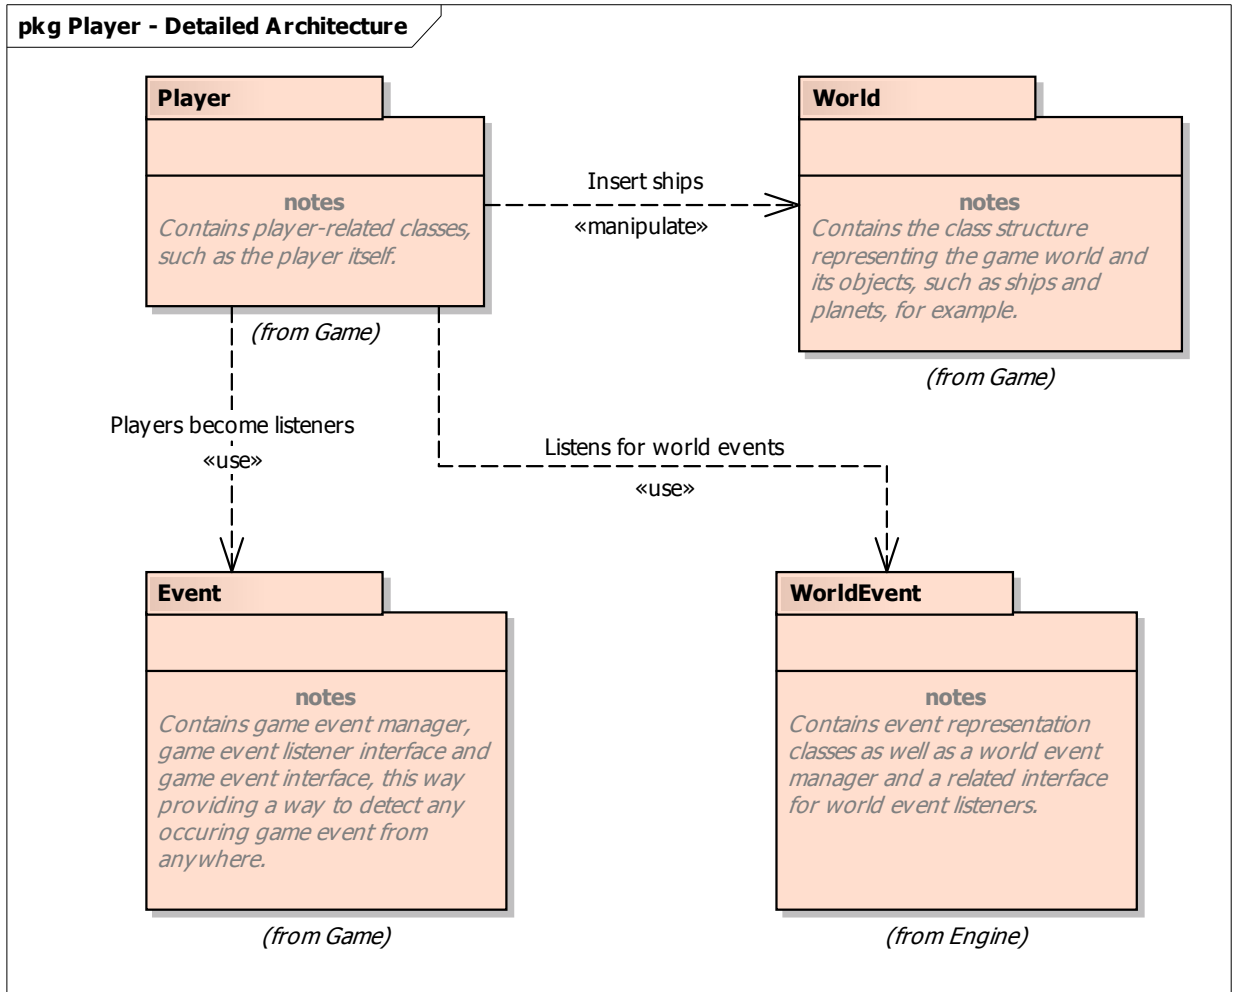 pkg Player - Detailed Architecture
Player
notes
Contains player-related classes,
such as the player itself.
(from Game)
World
notes
Contains the class structure
representing the game world and
its objects, such as ships and
planets, for example.
(from Game)
Insert ships
«manipulate»
Players become listeners
«use»
Listens for world events
«use»
Event
notes
Contains game event manager,
game event listener interface and
game event interface, this way
providing a way to detect any
occuring game event from
anywhere.
(from Game)
WorldEvent
notes
Contains event representation
classes as well as a world event
manager and a related interface
for world event listeners.
(from Engine)